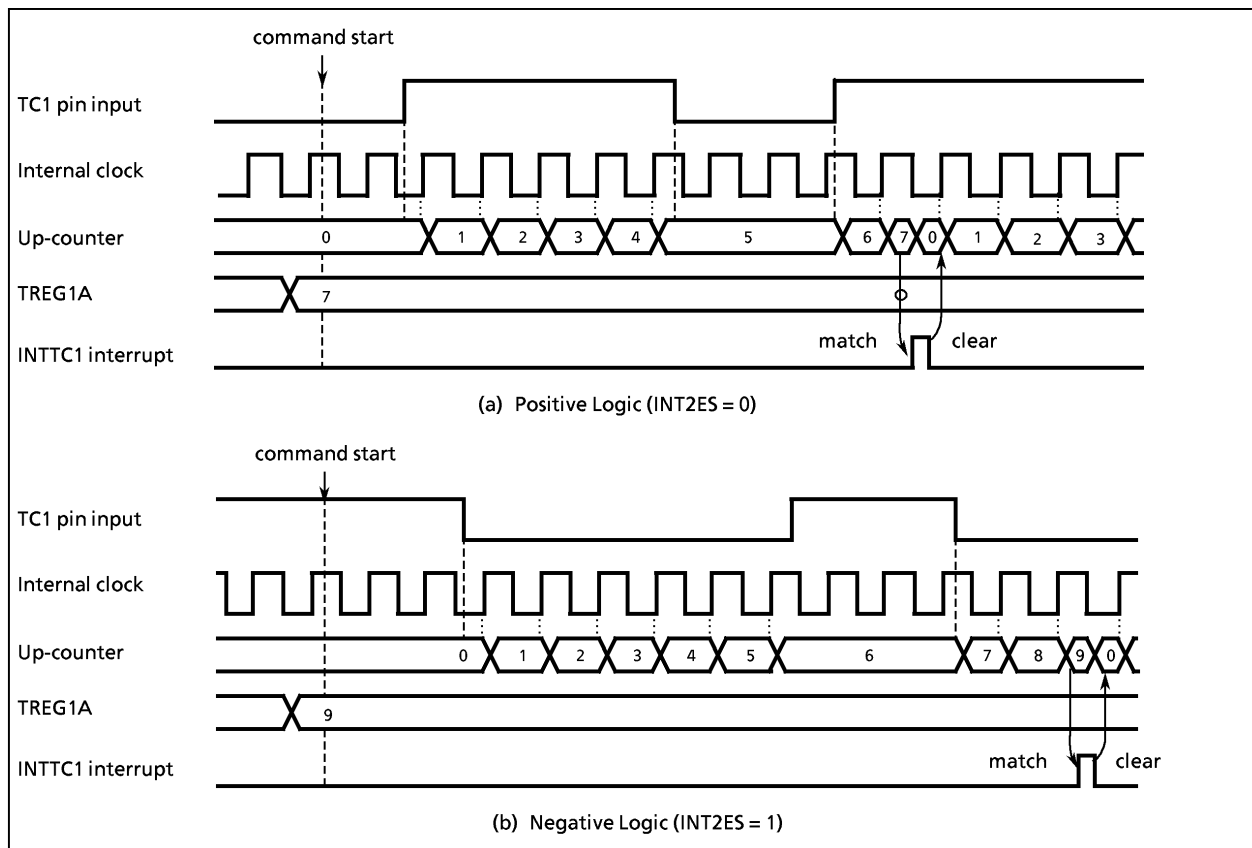 command start
TC1 pin input
Internal clock
Up-counter 0 1 2 3 4 5 6 7 0 1 2 3
TREG1A 7
match clear
INTTC1 interrupt
(a) Positive Logic (INT2ES = 0)
command start
TC1 pin input
Internal clock
Up-counter 0 1 2 3 4 5 6 7 8 9 0
TREG1A 9
match clear
INTTC1 interrupt
(b) Negative Logic (INT2ES = 1)